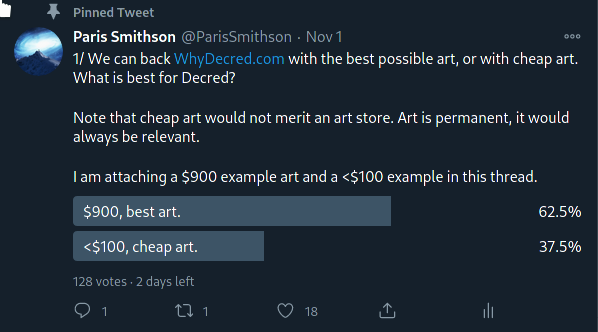 Pinned Tweet
Paris Smithson @ParisSmithson · Nov 1
1/ We can back WhyDecred.com with the best possible art, or with cheap art.
What is best for Decred?
Note that cheap art would not merit an art store. Art is permanent, it would
always be relevant.
I am attaching a $900 example art and a <$100 example in this thread.
$900, best art. 62.5%
<$100, cheap art. 37.5%
128 votes · 2 days left
1 1 18